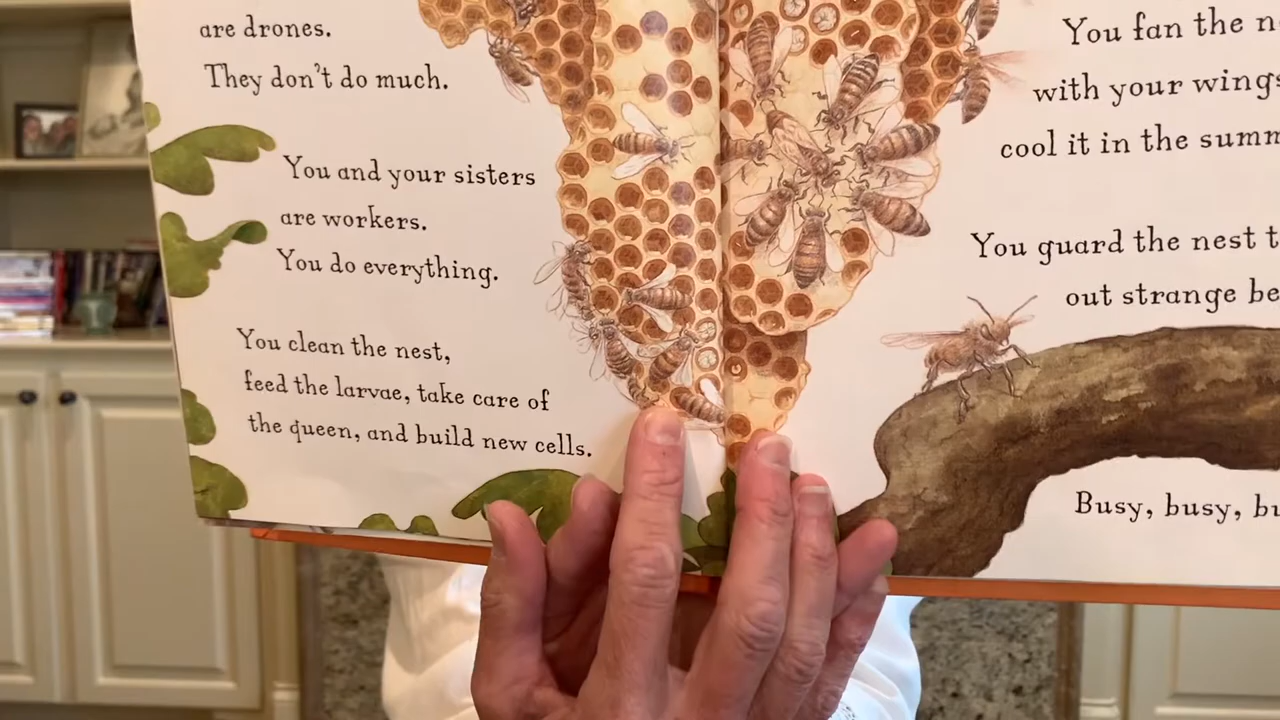 are drones.
They don't do much.
You and your sisters
are workers.
You do everything.
You clean the nest,
feed the larvae, take care of
the queen, and build new cells.
You fan the
with your wings
cool it in the
You guard the nest
out strange
Busy, busy,